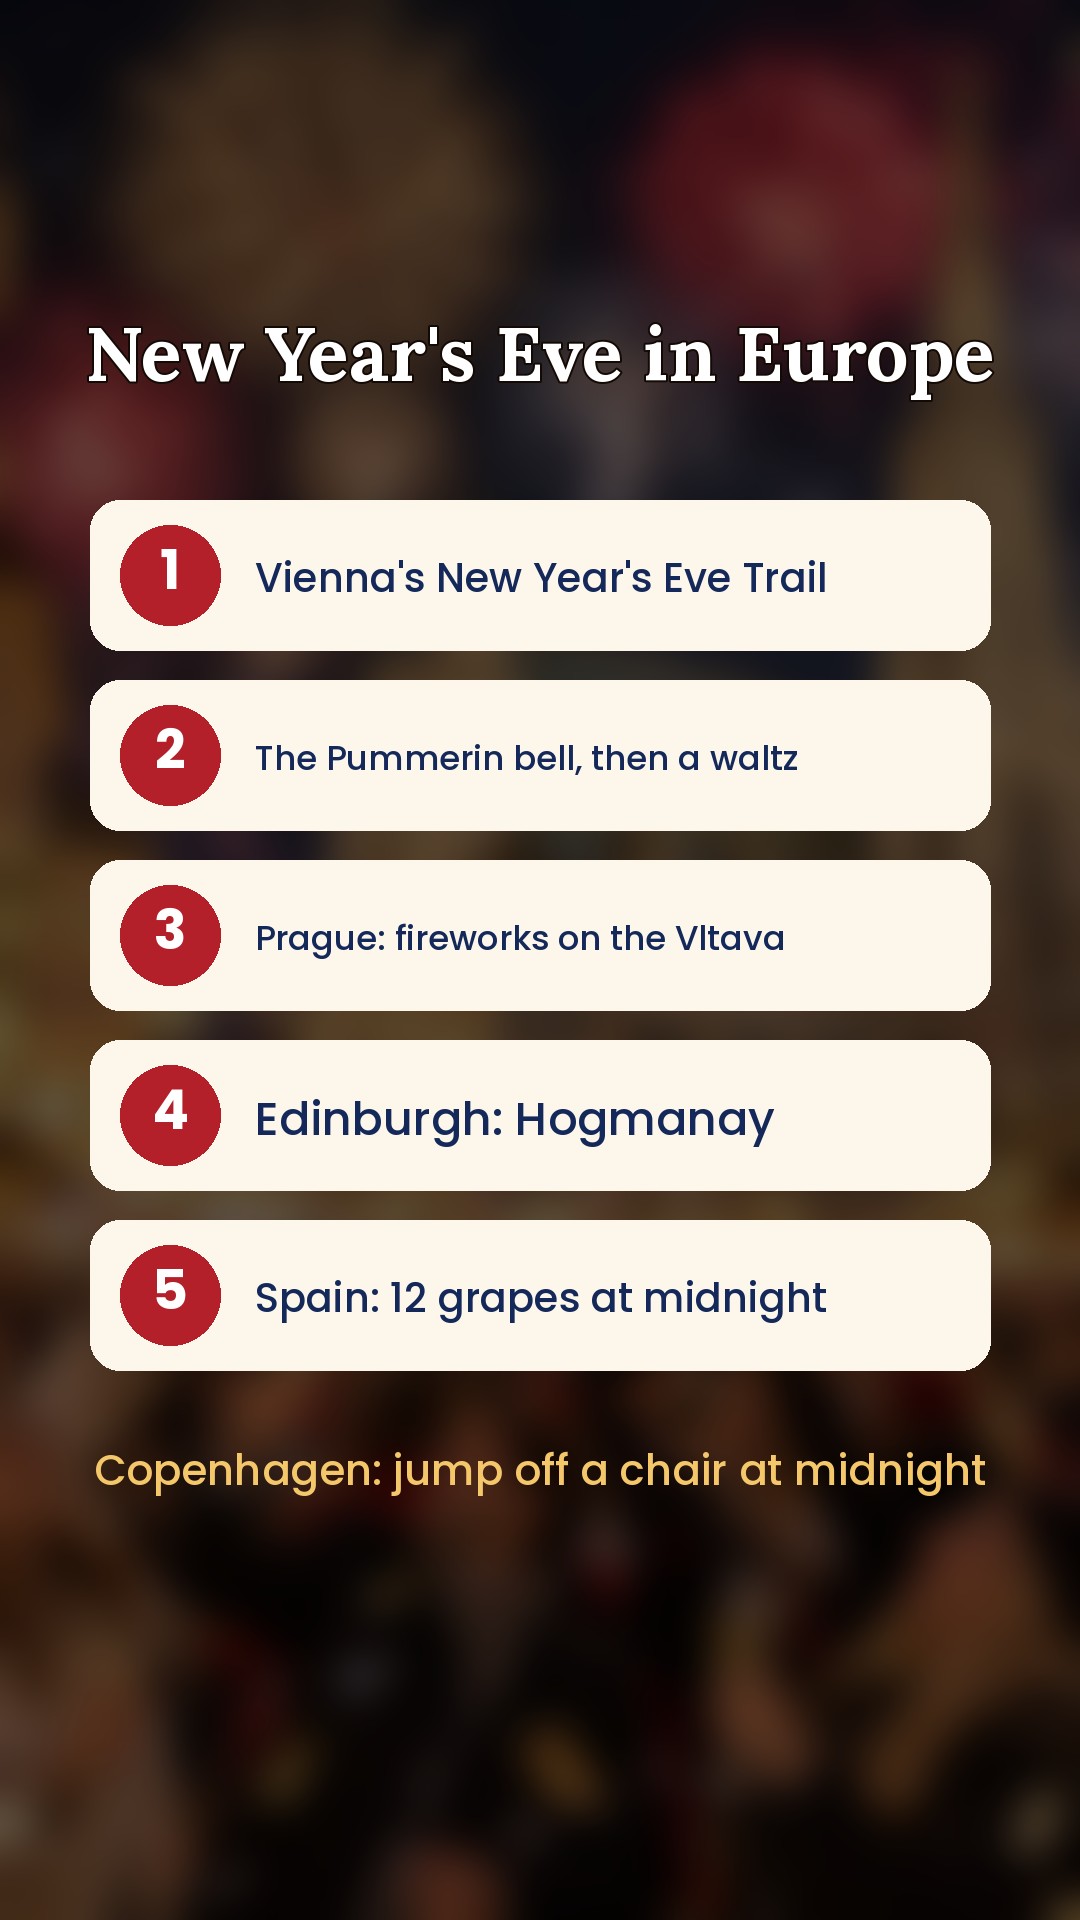 New Year's Eve in Europe
1 Vienna's New Year's Eve Trail
2 The Pummerin bell, then a waltz
3 Prague: fireworks on the Vltava
4 Edinburgh: Hogmanay
5 Spain: 12 grapes at midnight
Copenhagen: jump off a chair at midnight